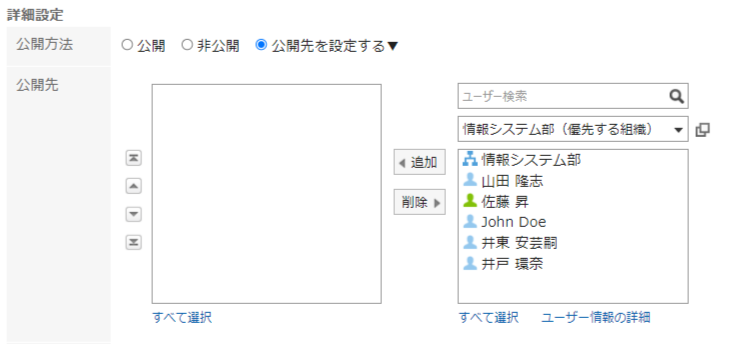 詳細設定
公開方法
公開 非公開 公開先を設定する▼
公開先
ユーザー検索
情報システム部（優先する組織）
追加
削除
情報システム部
山田 隆志
佐藤 昇
John Doe
井東 安芸嗣
井戸 環奈
すべて選択
すべて選択 ユーザー情報の詳細